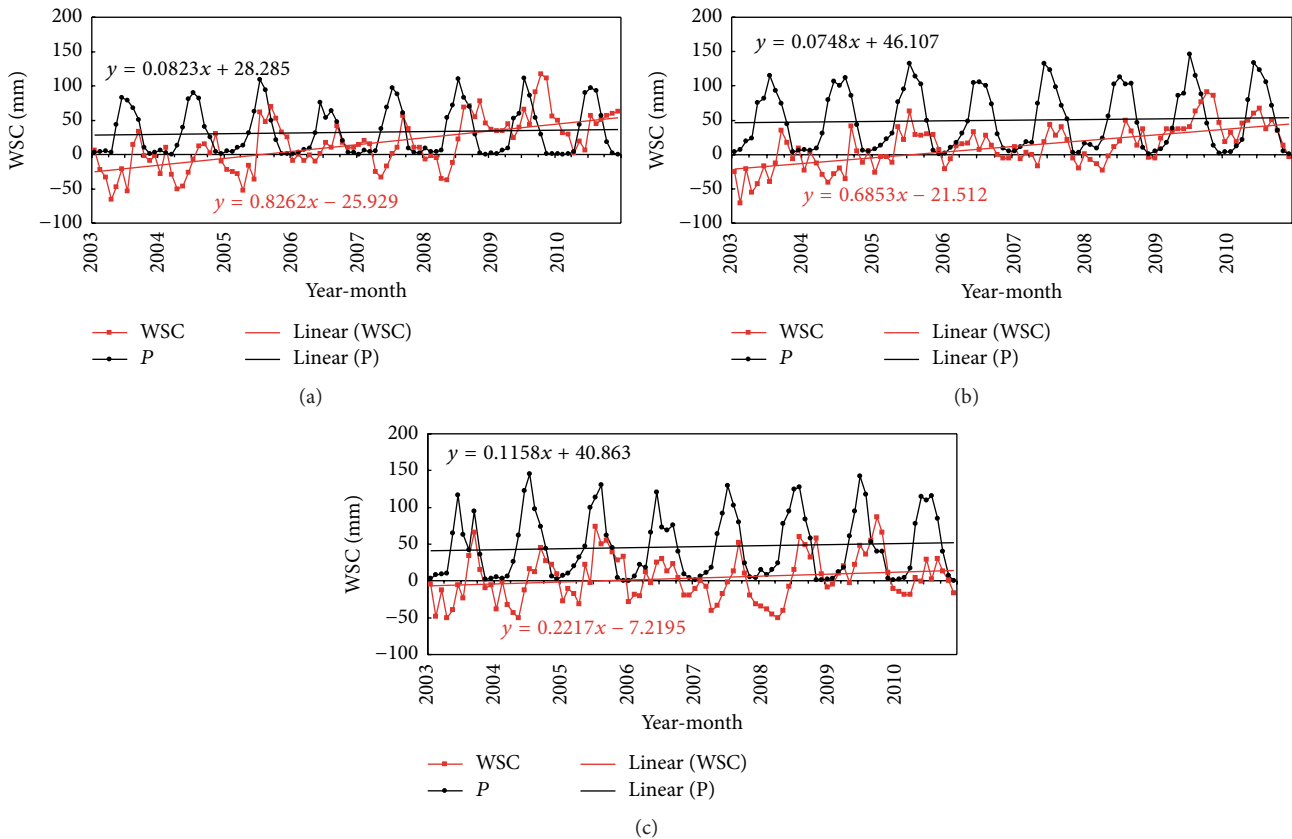 200
150
100
50
0
−50
−100
WSC (mm)
y = 0.0823x + 28.285
y = 0.8262x − 25.929
2003
2004
2005
2006
2007
2008
2009
2010
Year-month
WSC
Linear (WSC)
P
Linear (P)
(a)
200
150
100
50
0
−50
−100
WSC (mm)
y = 0.0748x + 46.107
y = 0.6853x − 21.512
2003
2004
2005
2006
2007
2008
2009
2010
Year-month
WSC
Linear (WSC)
P
Linear (P)
(b)
200
150
100
50
0
−50
−100
WSC (mm)
y = 0.1158x + 40.863
y = 0.2217x − 7.2195
2003
2004
2005
2006
2007
2008
2009
2010
Year-month
WSC
Linear (WSC)
P
Linear (P)
(c)